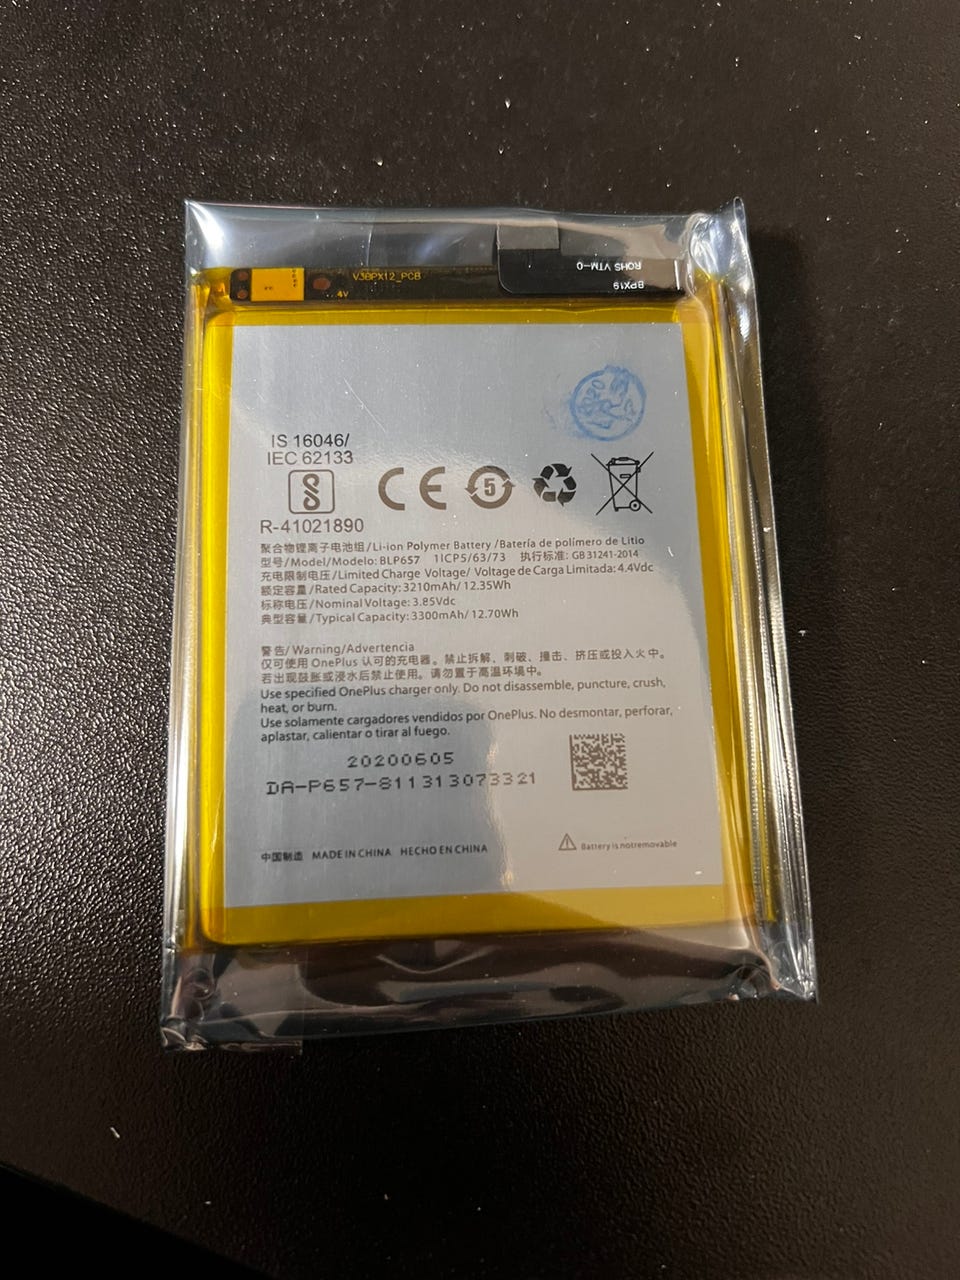 V3BPX12_PCB
4V
ROHS VTM-0
BPX19
IS 16046/
IEC 62133
CE
5
R-41021890
聚合物锂离子电池组/Li-ion Polymer Battery /Batería de polímero de Litio
型号/Model/Modelo: BLP657 1ICP5/63/73 执行标准: GB 31241-2014
充电限制电压/Limited Charge Voltage/ Voltage de Carga Limitada: 4.4Vdc
额定容量/Rated Capacity: 3210mAh/ 12.35Wh
标称电压/Nominal Voltage: 3.85Vdc
典型容量/Typical Capacity: 3300mAh/ 12.70Wh
警告/Warning/Advertencia
仅可使用 OnePlus 认可的充电器。禁止拆解、刺破、撞击、挤压或投入火中。
若出现鼓胀或浸水后禁止使用。请勿置于高温环境中。
Use specified OnePlus charger only. Do not disassemble, puncture, crush,
heat, or burn.
Use solamente cargadores vendidos por OnePlus. No desmontar, perforar,
aplastar, calientar o tirar al fuego.
20200605
DA-P657-811313073321
中国制造 MADE IN CHINA HECHO EN CHINA
Battery is notremovable